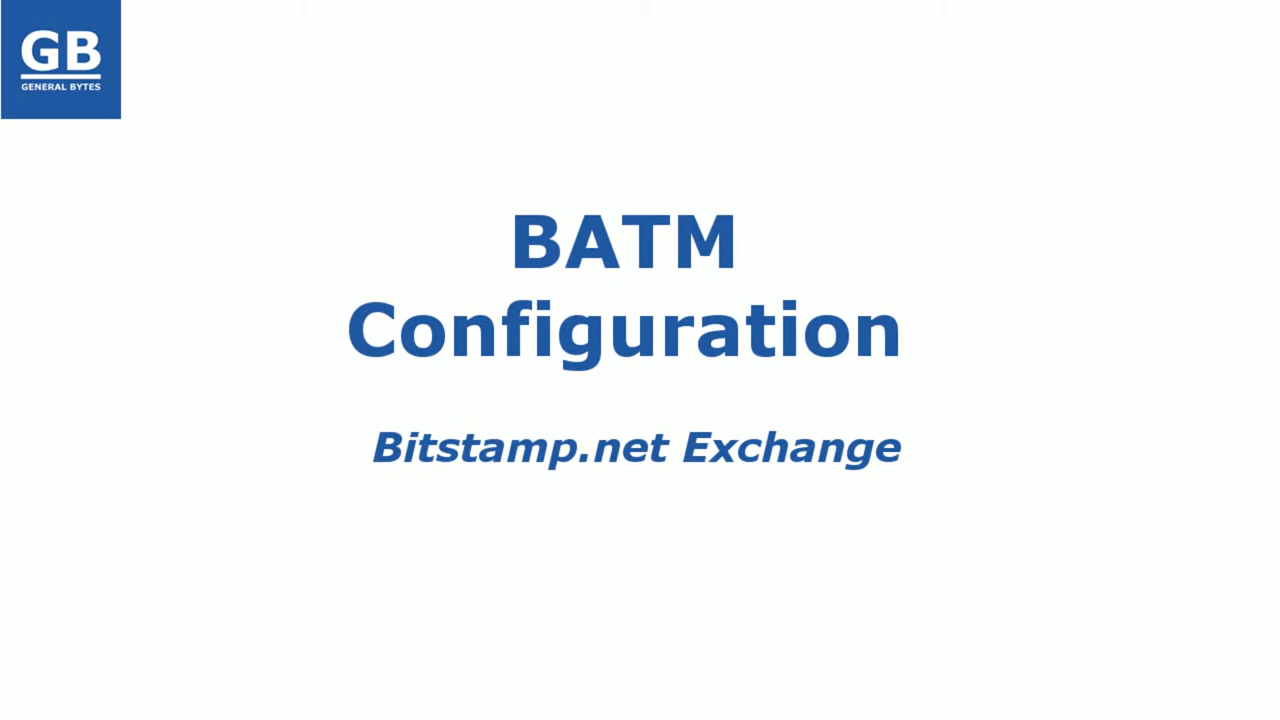 GB
GENERAL BYTES
BATM
Configuration
Bitstamp.net Exchange